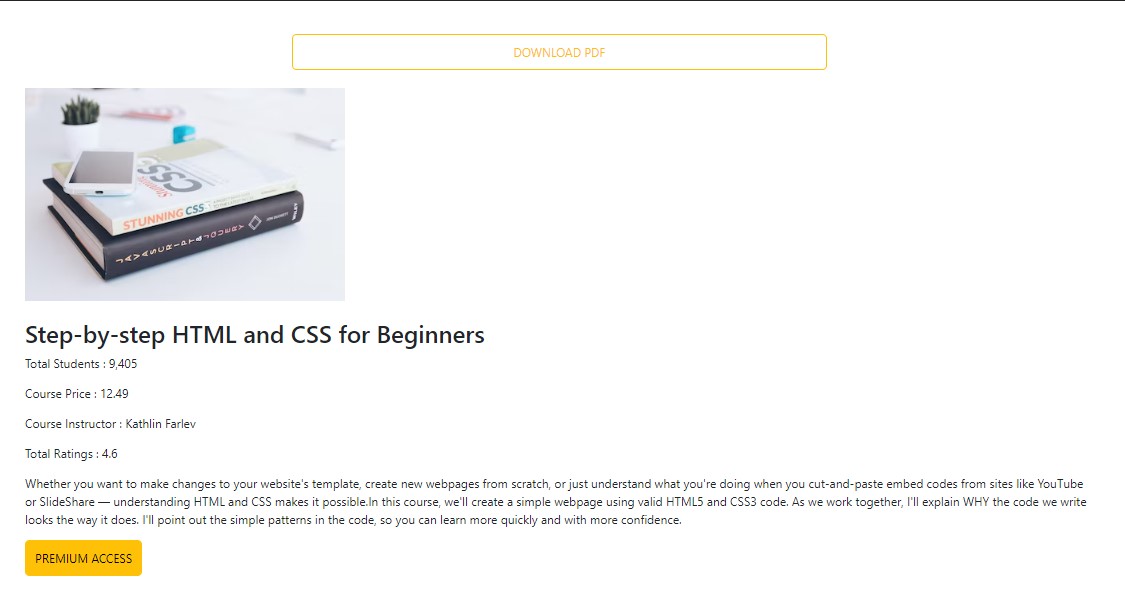 DOWNLOAD PDF
CSS
STUNNING CSS
JAVASCRIPT & JQUERY
Step-by-step HTML and CSS for Beginners
Total Students : 9,405
Course Price : 12.49
Course Instructor : Kathlin Farlev
Total Ratings : 4.6
Whether you want to make changes to your website's template, create new webpages from scratch, or just understand what you're doing when you cut-and-paste embed codes from sites like YouTube
or SlideShare — understanding HTML and CSS makes it possible.In this course, we'll create a simple webpage using valid HTML5 and CSS3 code. As we work together, I'll explain WHY the code we write
looks the way it does. I'll point out the simple patterns in the code, so you can learn more quickly and with more confidence.
PREMIUM ACCESS